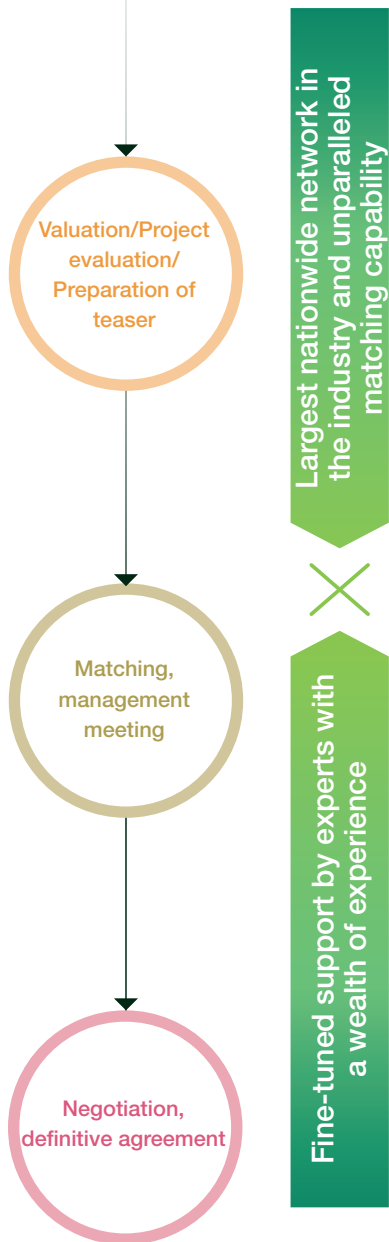 Valuation/Project
evaluation/
Preparation of
teaser
Matching,
management
meeting
Negotiation,
definitive agreement
Largest nationwide network in
the industry and unparalleled
matching capability
Fine-tuned support by experts with
a wealth of experience